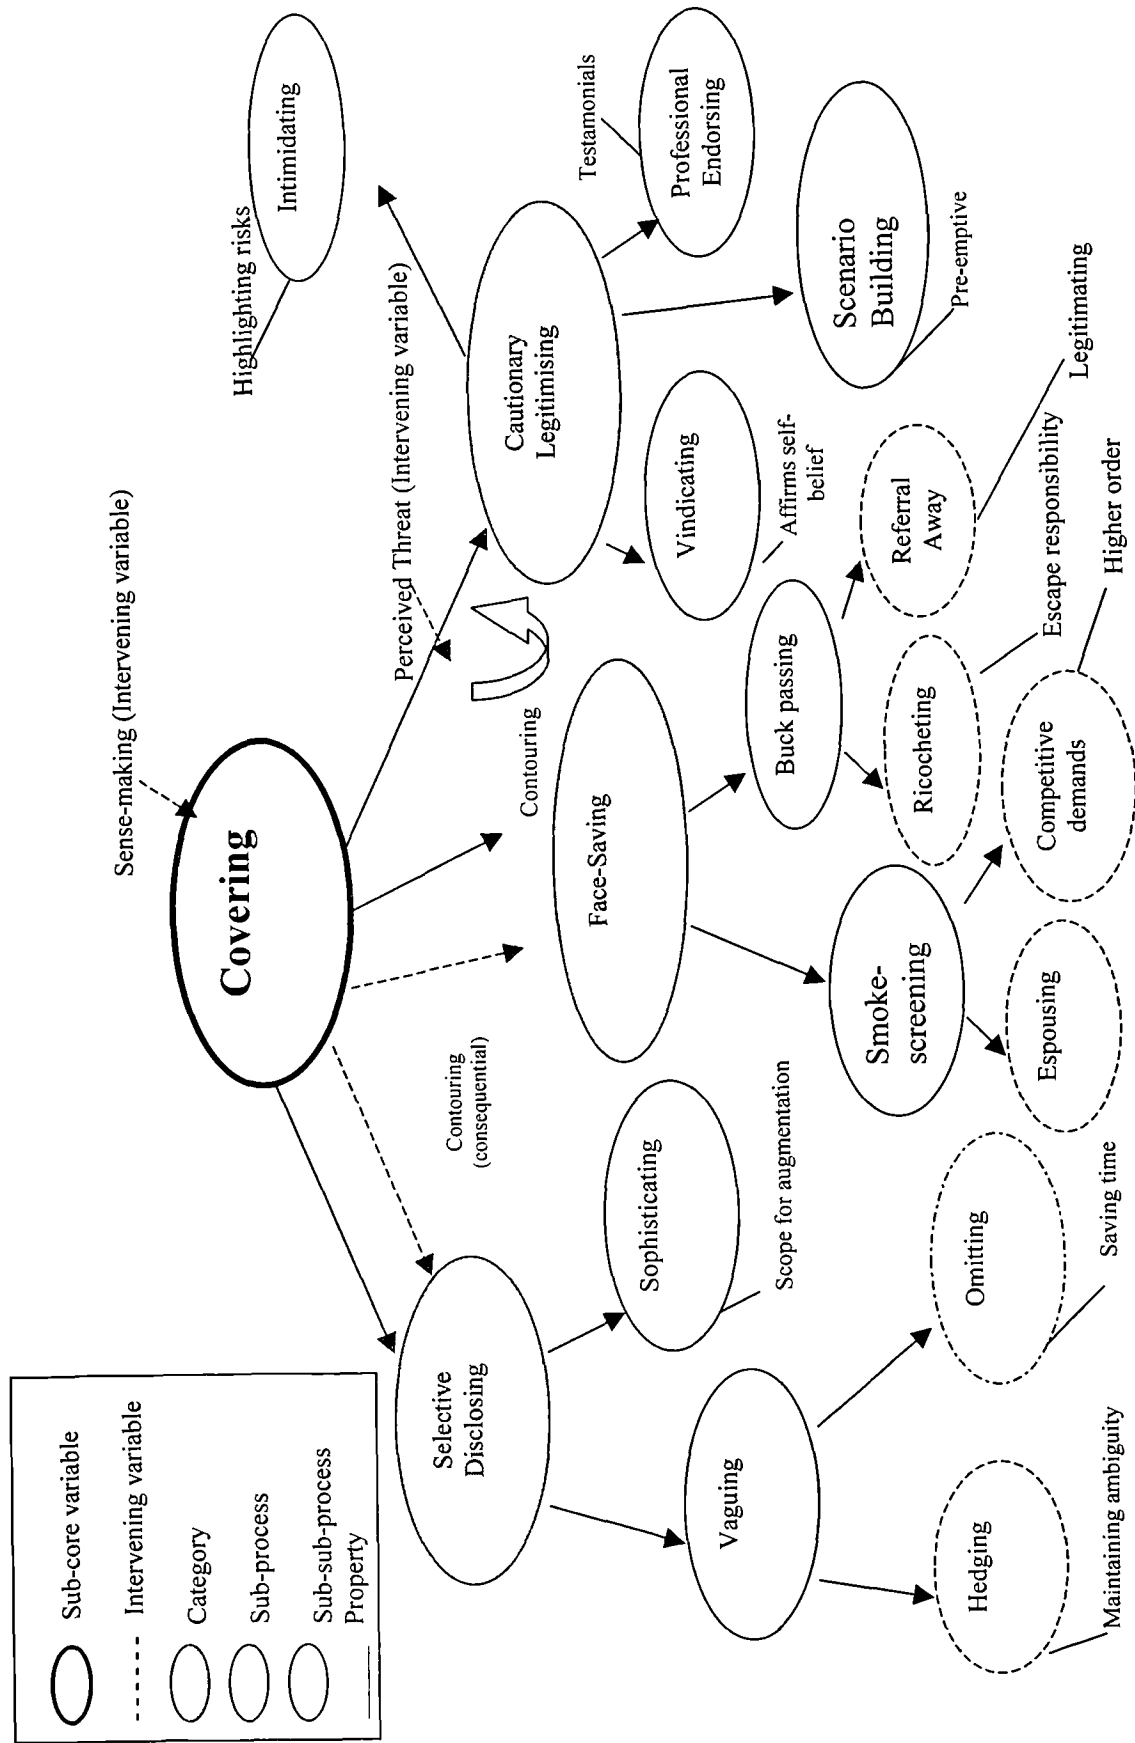 Sub-core variable
Intervening variable
Category
Sub-process
Sub-sub-process
Property
Sense-making (Intervening variable)
Covering
Highlighting risks
Intimidating
Perceived Threat (Intervening variable)
Contouring
(consequential)
Contouring
Selective
Disclosing
Face-Saving
Cautionary
Legitimising
Testamonials
Professional
Endorsing
Sophisticating
Scope for augmentation
Vindicating
Affirms self-
belief
Scenario
Building
Pre-emptive
Vaguing
Smoke-
screening
Buck passing
Referral
Away
Legitimating
Ricocheting
Escape responsibility
Hedging
Maintaining ambiguity
Omitting
Saving time
Espousing
Competitive
demands
Higher order